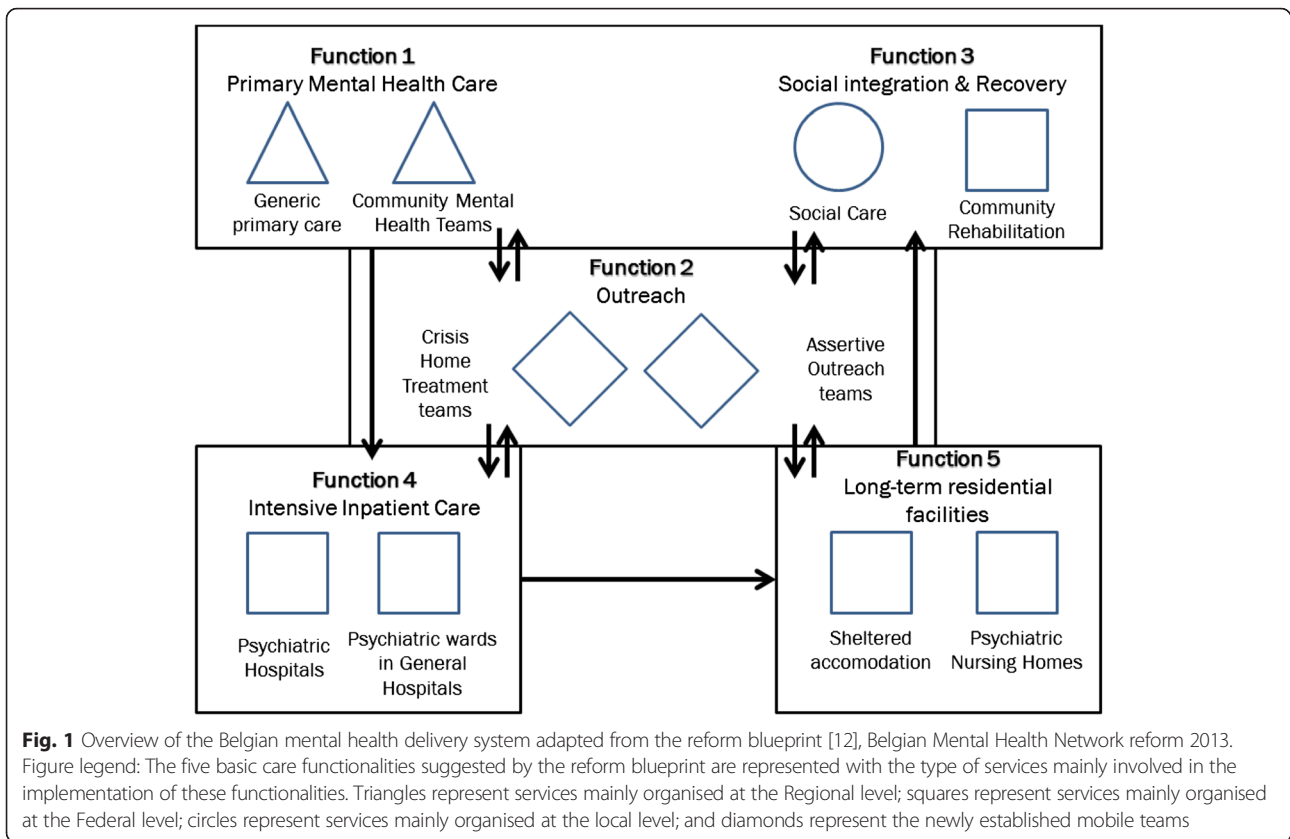 Function 1
Primary Mental Health Care
Generic
primary care
Community Mental
Health Teams
Function 3
Social integration & Recovery
Social Care
Community
Rehabilitation
Function 2
Outreach
Crisis
Home
Treatment
teams
Assertive
Outreach
teams
Function 4
Intensive Inpatient Care
Psychiatric
Hospitals
Psychiatric wards
in General
Hospitals
Function 5
Long-term residential
facilities
Sheltered
accomodation
Psychiatric
Nursing Homes
Fig. 1 Overview of the Belgian mental health delivery system adapted from the reform blueprint [12], Belgian Mental Health Network reform 2013.
Figure legend: The five basic care functionalities suggested by the reform blueprint are represented with the type of services mainly involved in the
implementation of these functionalities. Triangles represent services mainly organised at the Regional level; squares represent services mainly organised
at the Federal level; circles represent services mainly organised at the local level; and diamonds represent the newly established mobile teams